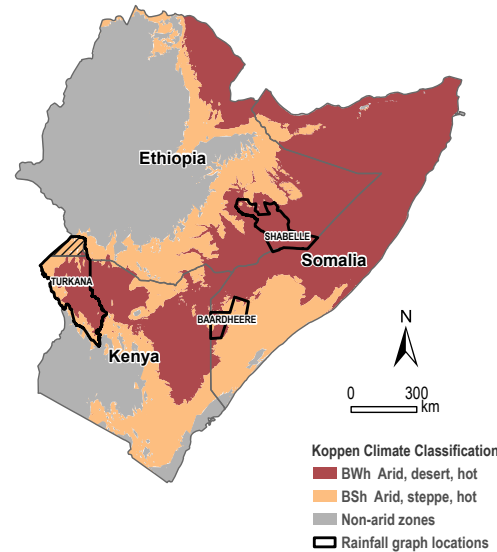 Ethiopia
SHABELLE
Somalia
TURKANA
BAARDHEERE
Kenya
N
0 300
km
Koppen Climate Classification
BWh Arid, desert, hot
BSh Arid, steppe, hot
Non-arid zones
Rainfall graph locations